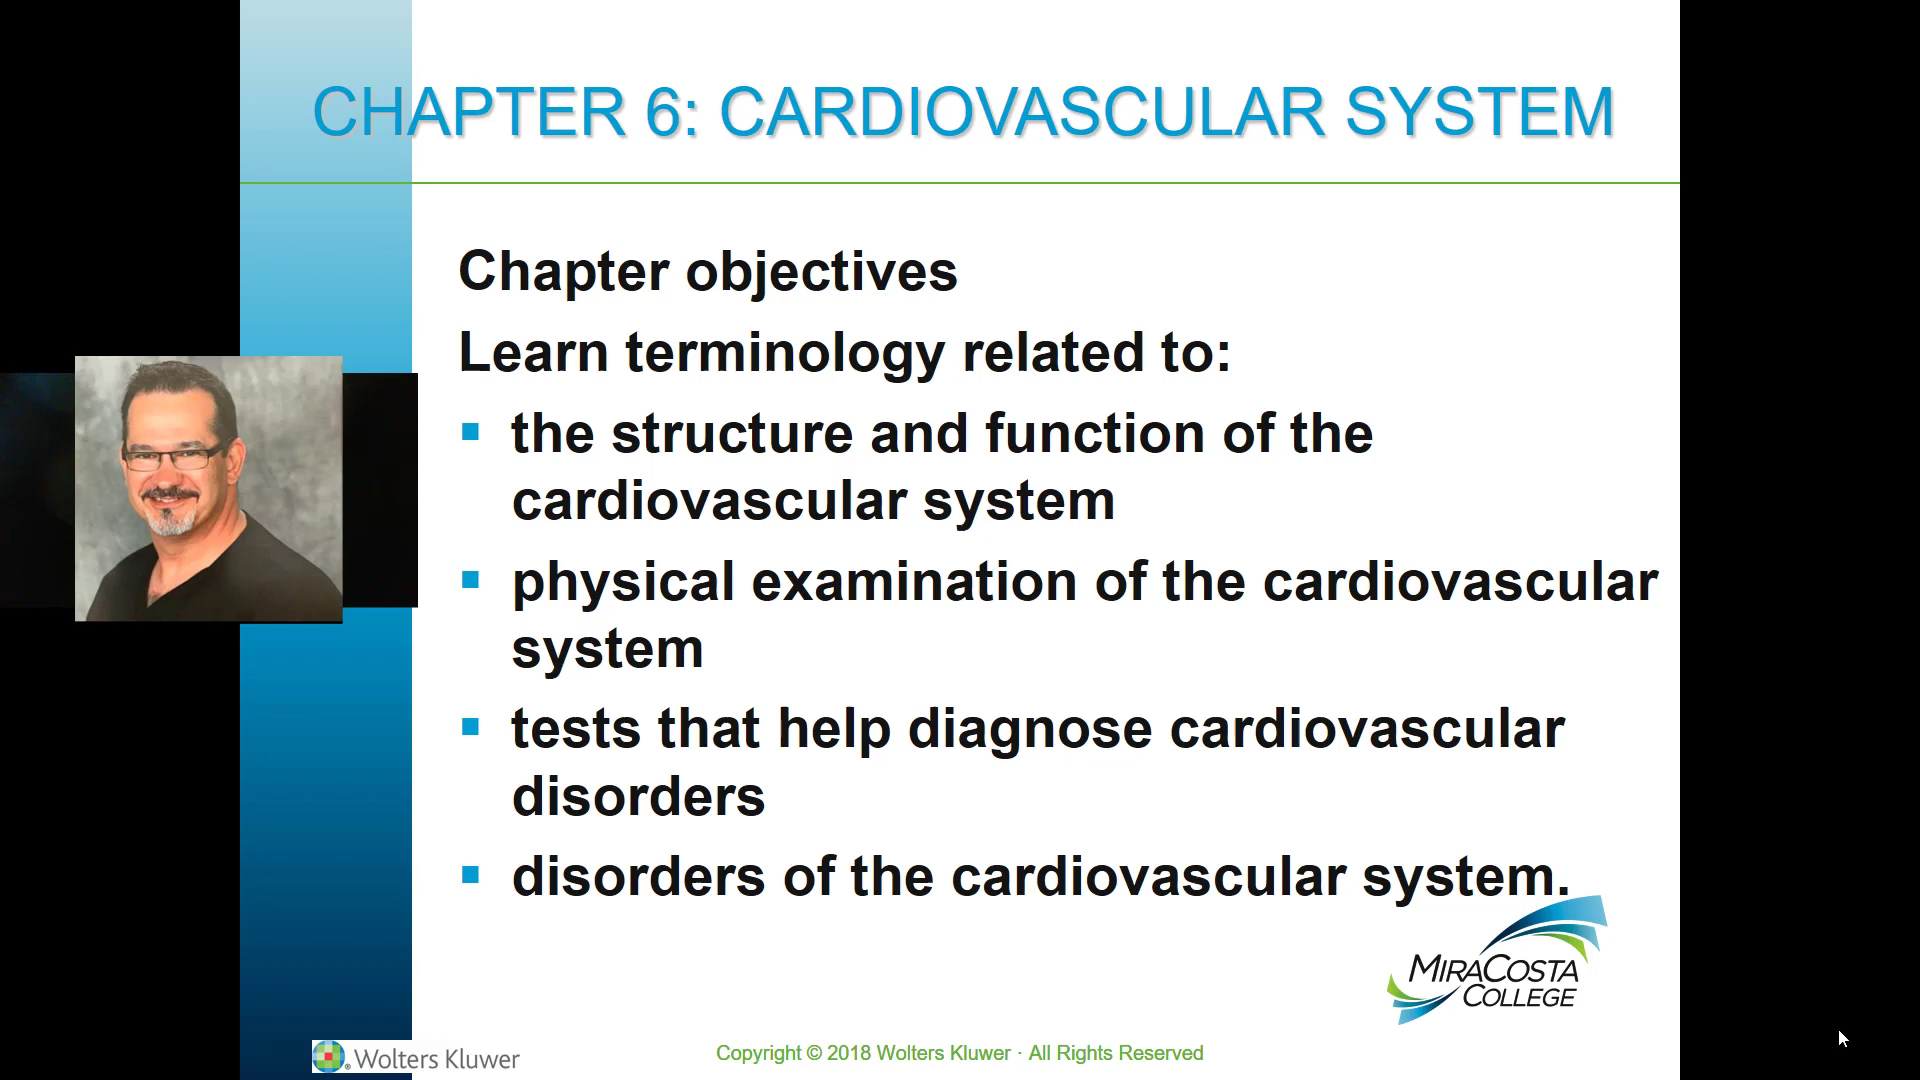 CHAPTER 6: CARDIOVASCULAR SYSTEM
Chapter objectives
Learn terminology related to:
▪ the structure and function of the
cardiovascular system
▪ physical examination of the cardiovascular
system
▪ tests that help diagnose cardiovascular
disorders
▪ disorders of the cardiovascular system.
MIRACOSTA
COLLEGE
Wolters Kluwer
Copyright © 2018 Wolters Kluwer · All Rights Reserved